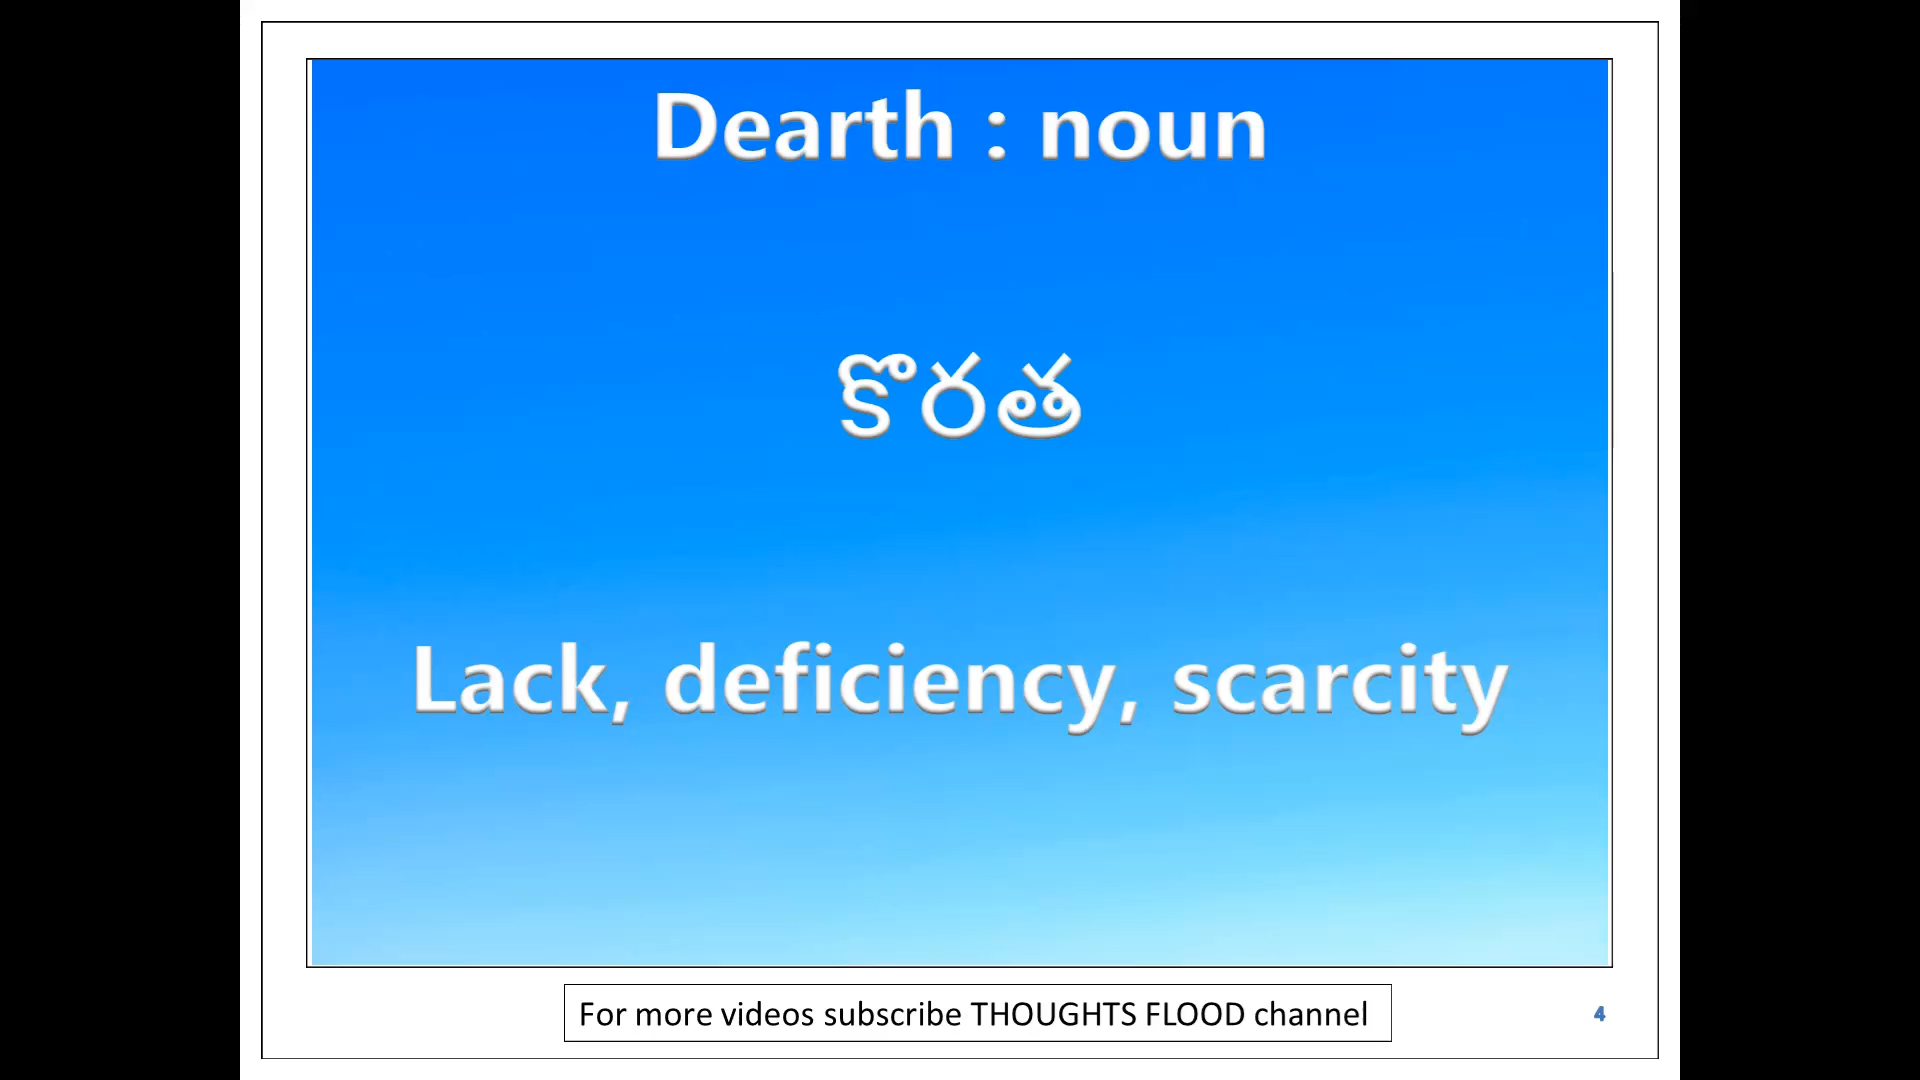 Dearth : noun
కొరత
Lack, deficiency, scarcity
For more videos subscribe THOUGHTS FLOOD channel
4